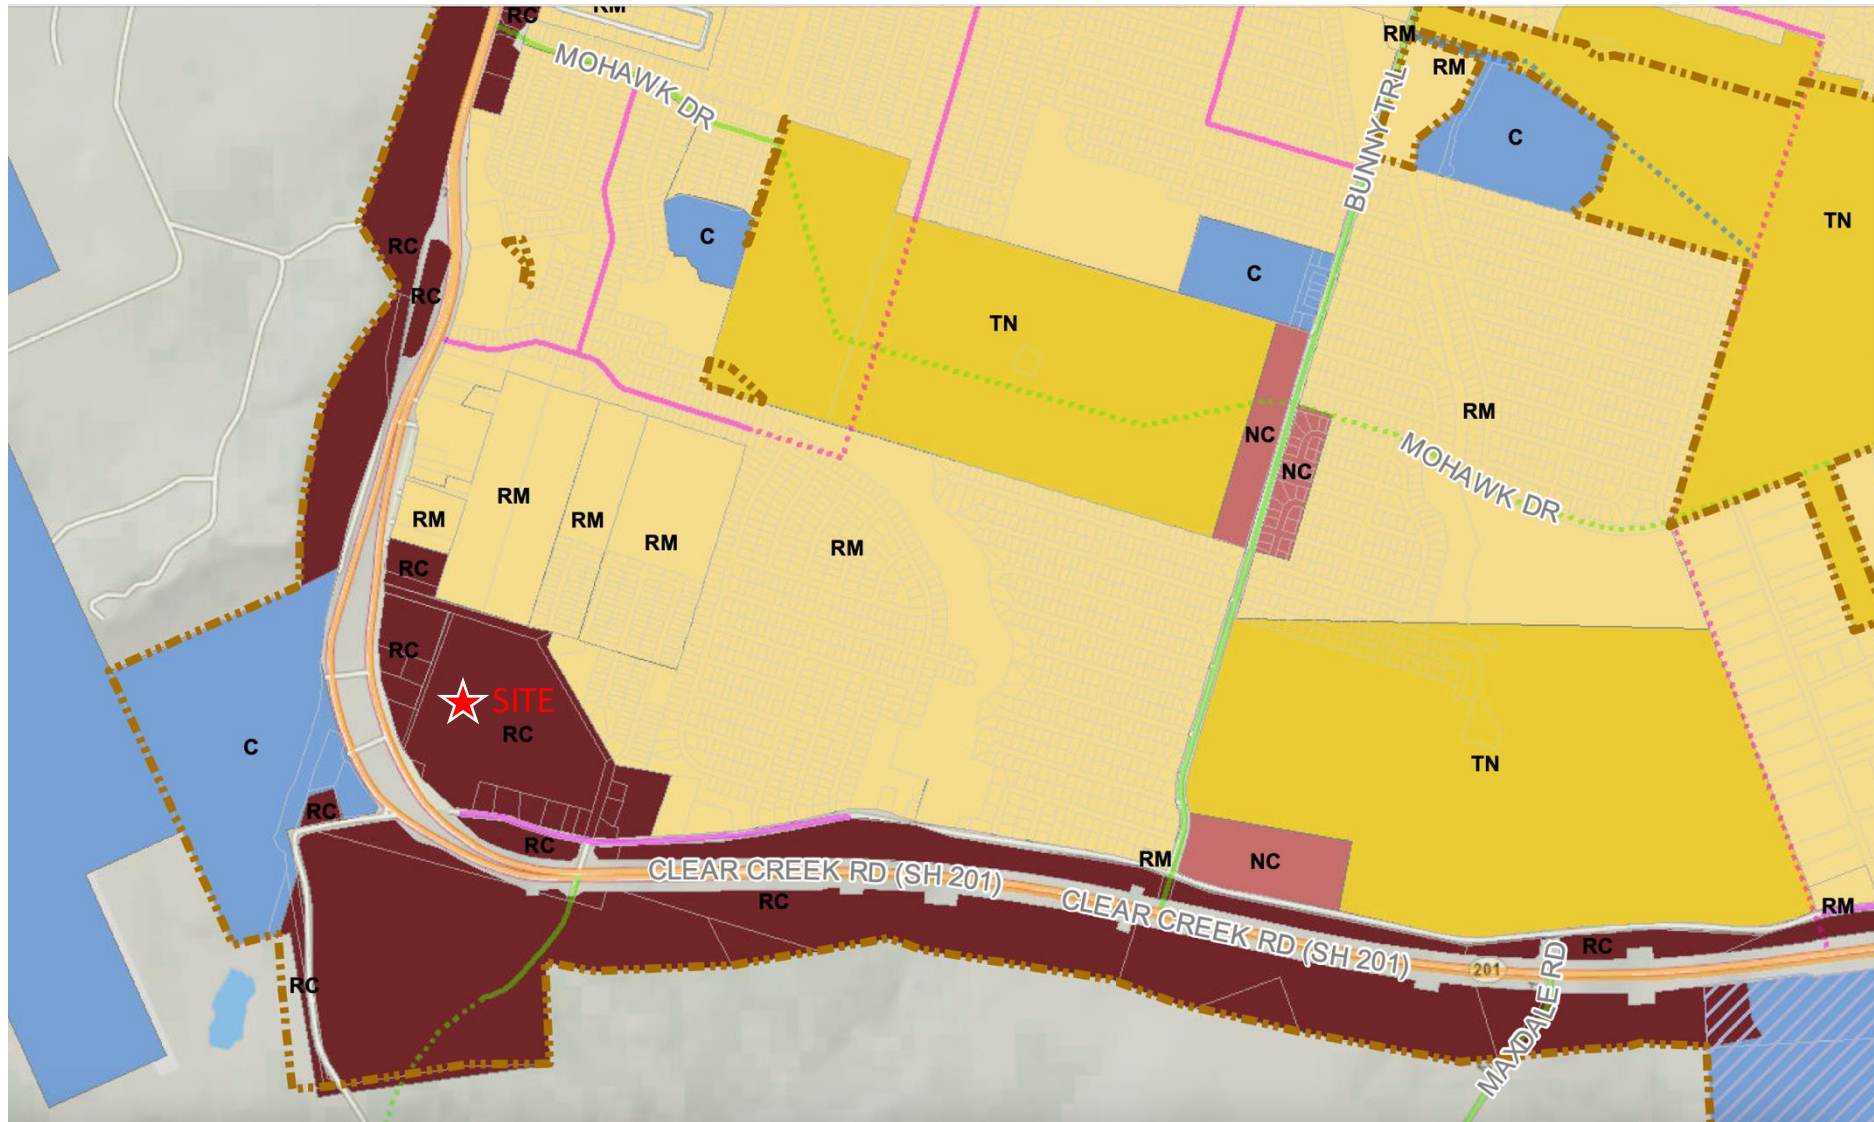 RC
RM
MOHAWK DR
RM
RM
BUNNY TRL
C
TN
RC
C
C
RC
TN
RM
NC
NC
MOHAWK DR
RM
RM
RM
RM
RM
RC
RC
SITE
RC
C
TN
RC
RC
RM
NC
CLEAR CREEK RD (SH 201)
RC
CLEAR CREEK RD (SH 201)
RM
RC
201
RC
MAXDALE RD